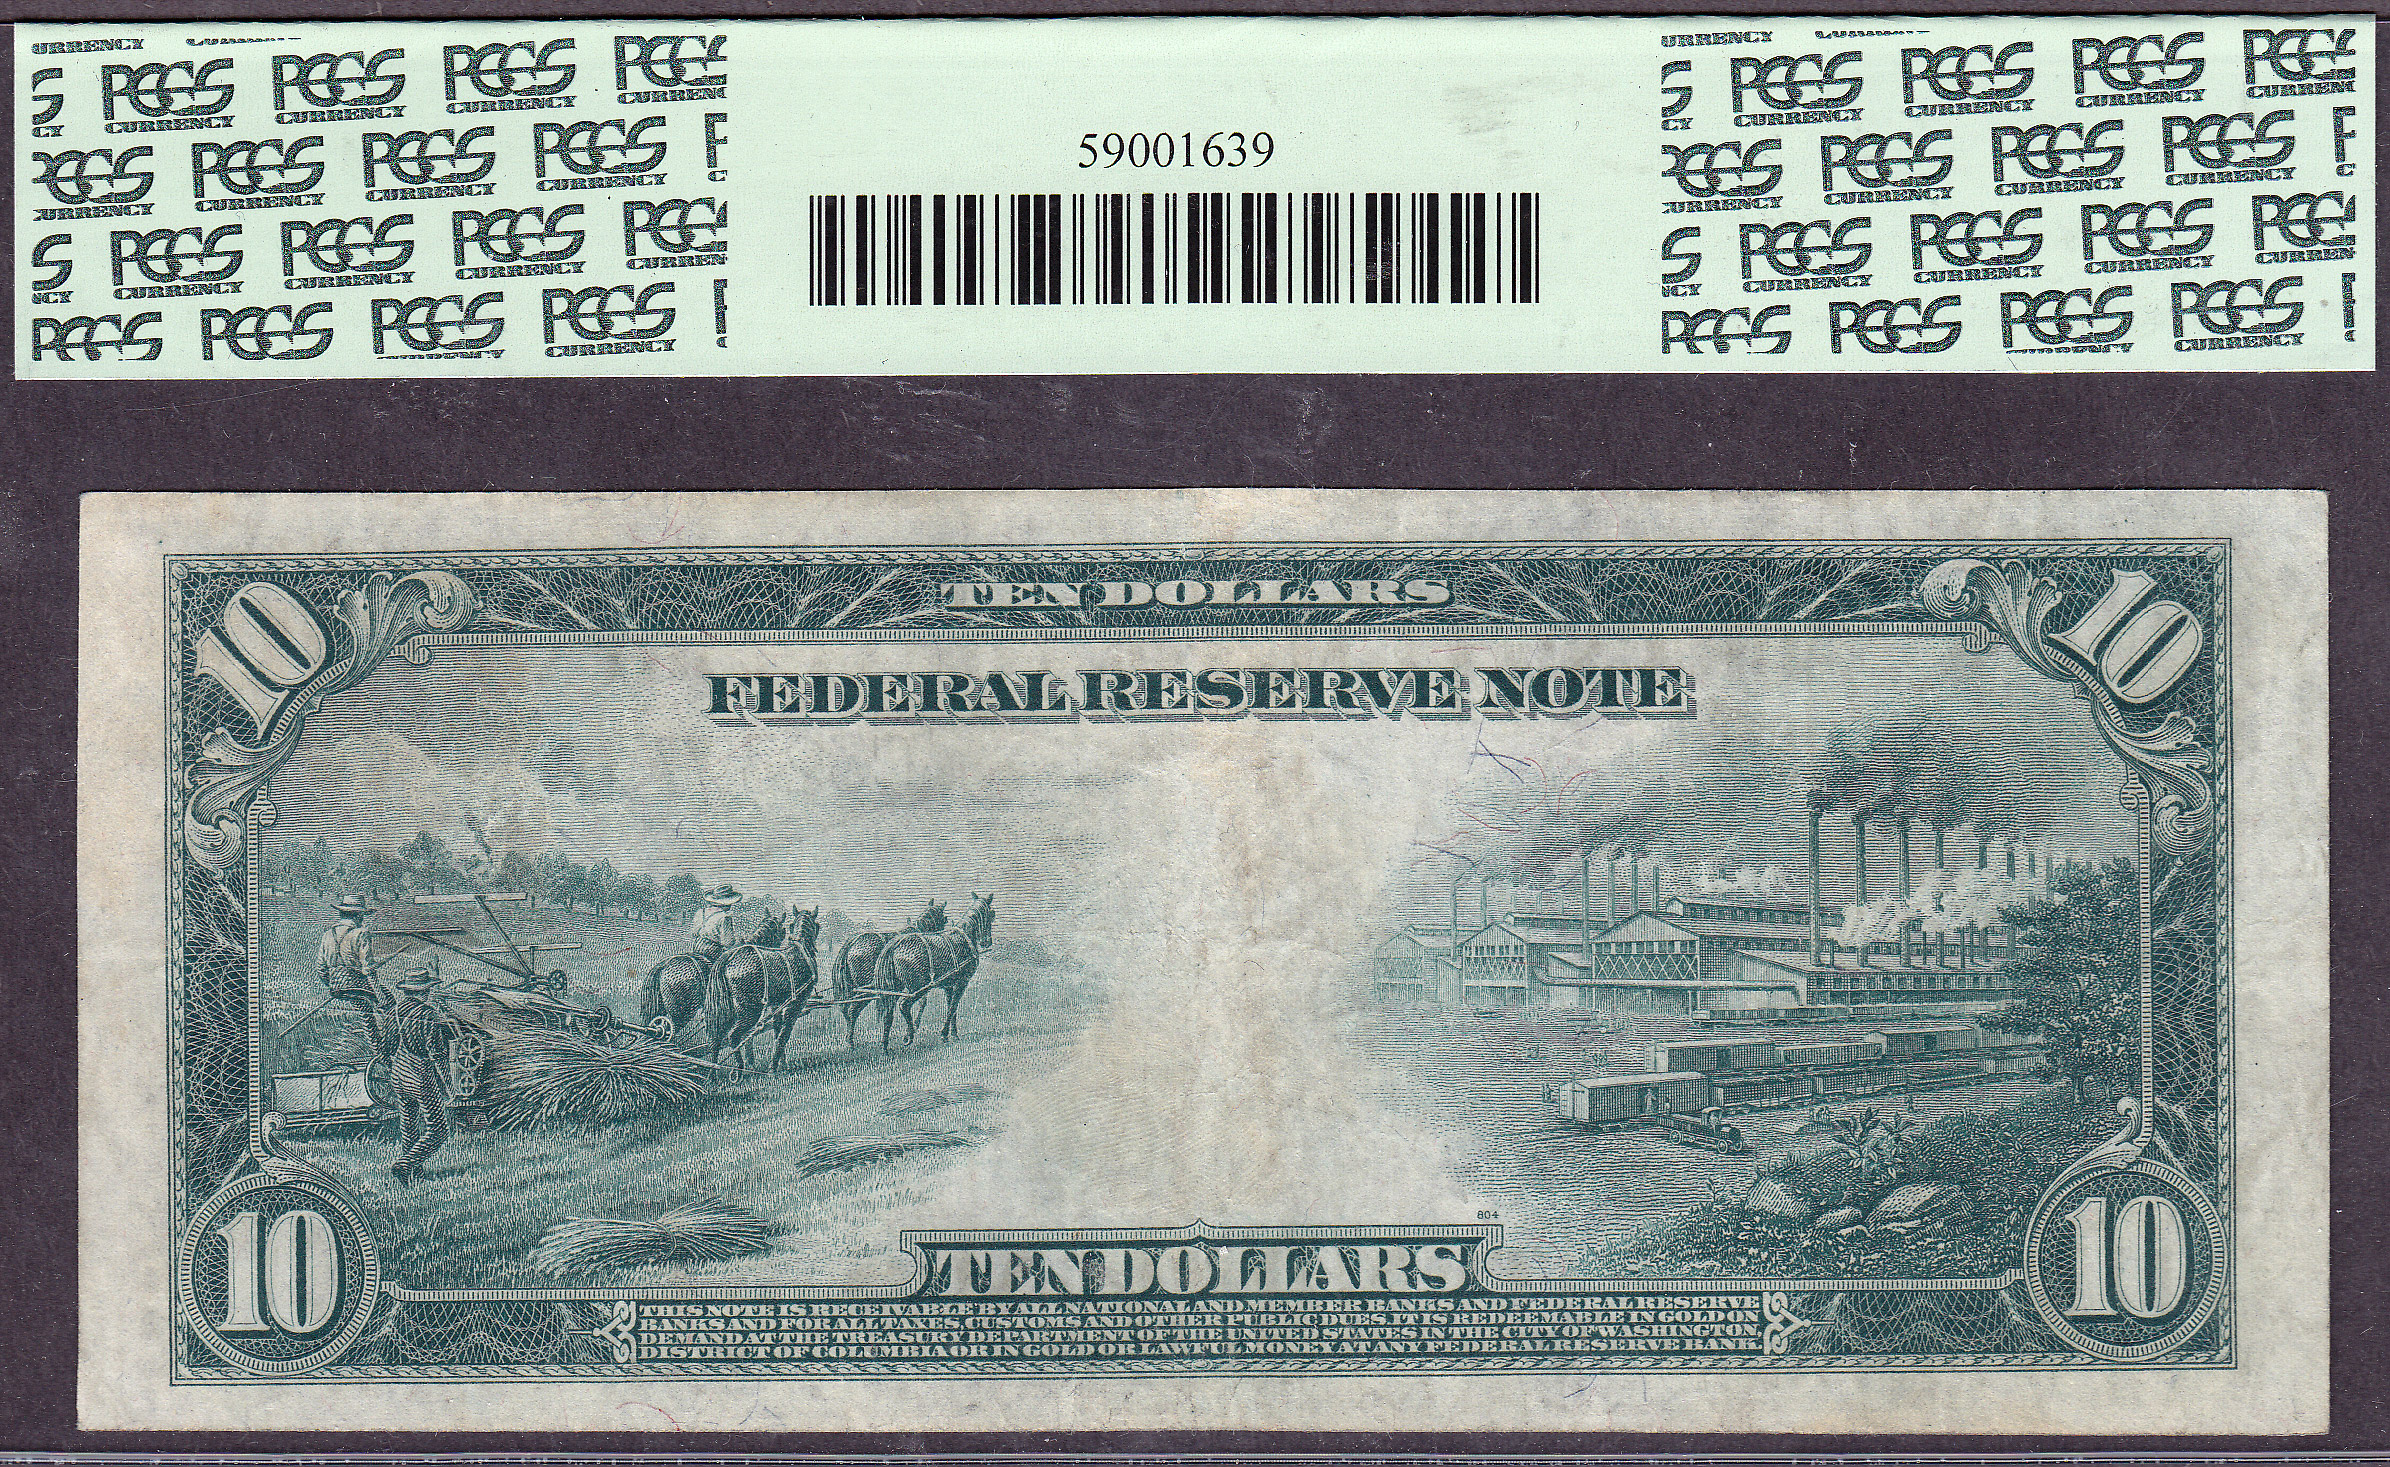 PCGS CURRENCY
59001639
TEN DOLLARS
10
10
FEDERAL RESERVE NOTE
804
TEN DOLLARS
10
10
THIS NOTE IS RECEIVABLE BY ALL NATIONAL AND MEMBER BANKS AND FEDERAL RESERVE
BANKS AND FOR ALL TAXES, CUSTOMS AND OTHER PUBLIC DUES. IT IS REDEEMABLE IN GOLD ON
DEMAND AT THE TREASURY DEPARTMENT OF THE UNITED STATES IN THE CITY OF WASHINGTON,
DISTRICT OF COLUMBIA OR IN GOLD OR LAWFUL MONEY AT ANY FEDERAL RESERVE BANK.